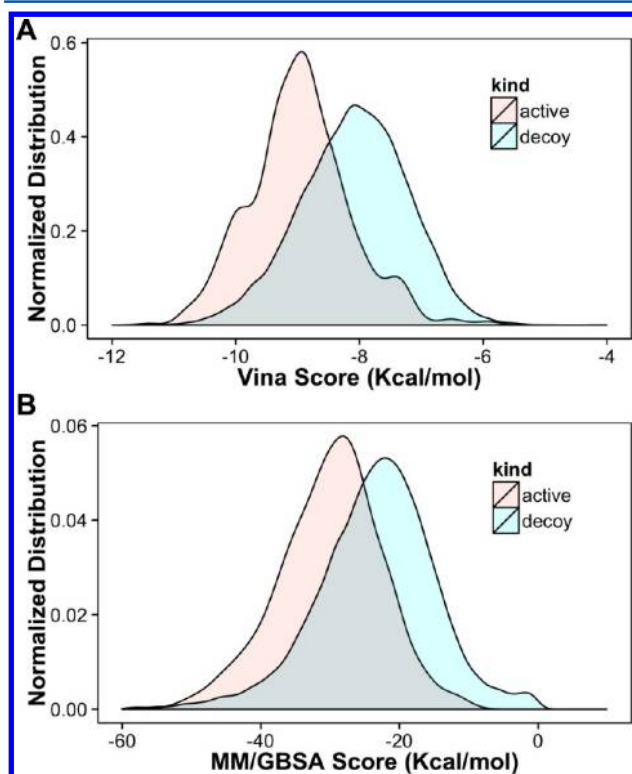 A
0.6
0.4
0.2
0.0
Normalized Distribution
kind
active
decoy
-12 -10 -8 -6 -4
Vina Score (Kcal/mol)
B
0.06
0.04
0.02
0.00
Normalized Distribution
kind
active
decoy
-60 -40 -20 0
MM/GBSA Score (Kcal/mol)